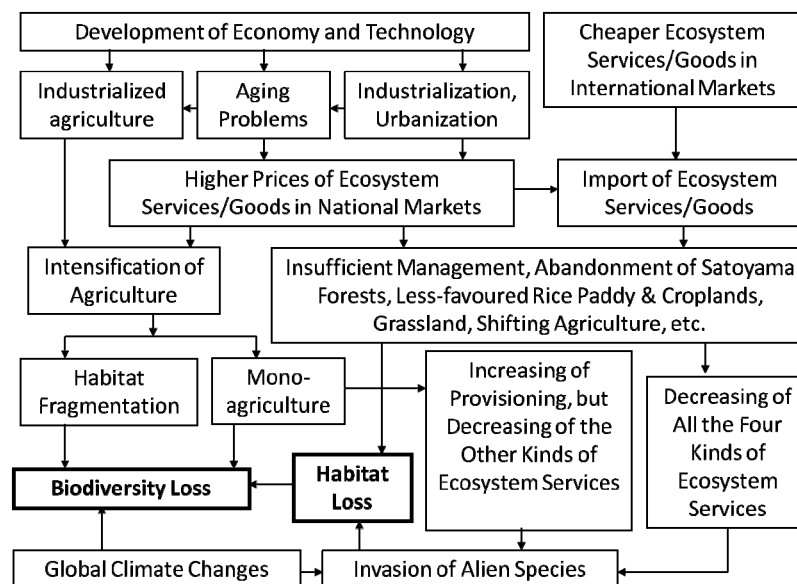 Development of Economy and Technology
Cheaper Ecosystem
Services/Goods in
International Markets
Industrialized
agriculture
Aging
Problems
Industrialization,
Urbanization
Higher Prices of Ecosystem
Services/Goods in National Markets
Import of Ecosystem
Services/Goods
Intensification of
Agriculture
Insufficient Management, Abandonment of Satoyama
Forests, Less-favoured Rice Paddy & Croplands,
Grassland, Shifting Agriculture, etc.
Habitat
Fragmentation
Mono-
agriculture
Increasing of
Provisioning, but
Decreasing of the
Other Kinds of
Ecosystem Services
Decreasing of
All the Four
Kinds of
Ecosystem
Services
Biodiversity Loss
Habitat
Loss
Global Climate Changes
Invasion of Alien Species